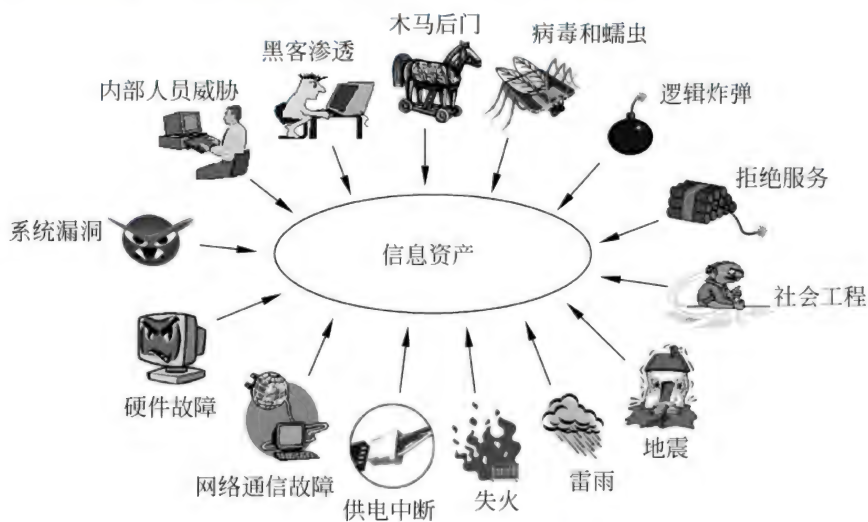 木马后门
病毒和蠕虫
黑客渗透
内部人员威胁
逻辑炸弹
拒绝服务
系统漏洞
信息资产
社会工程
硬件故障
网络通信故障
供电中断
失火
雷雨
地震